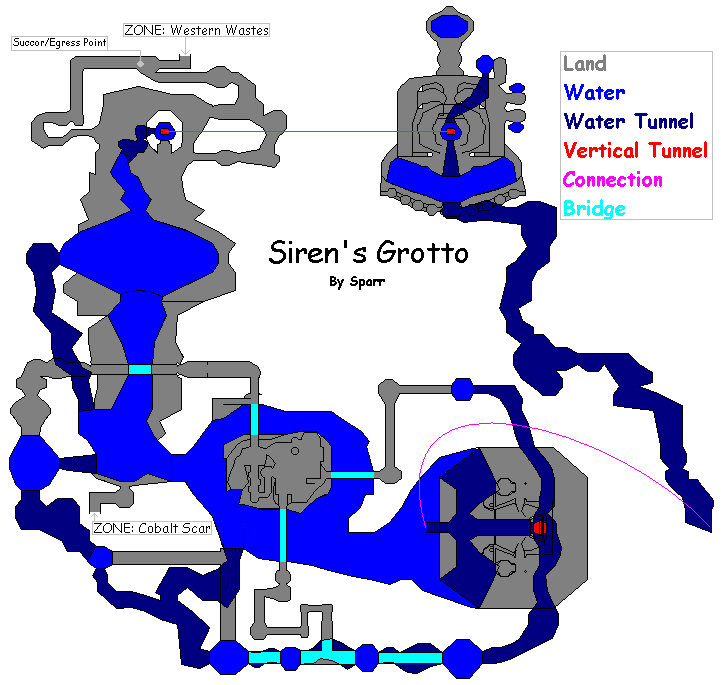 ZONE: Western Wastes
Succor/Egress Point
Land
Water
Water Tunnel
Vertical Tunnel
Connection
Bridge
Siren's Grotto
By Sparr
ZONE: Cobalt Scar